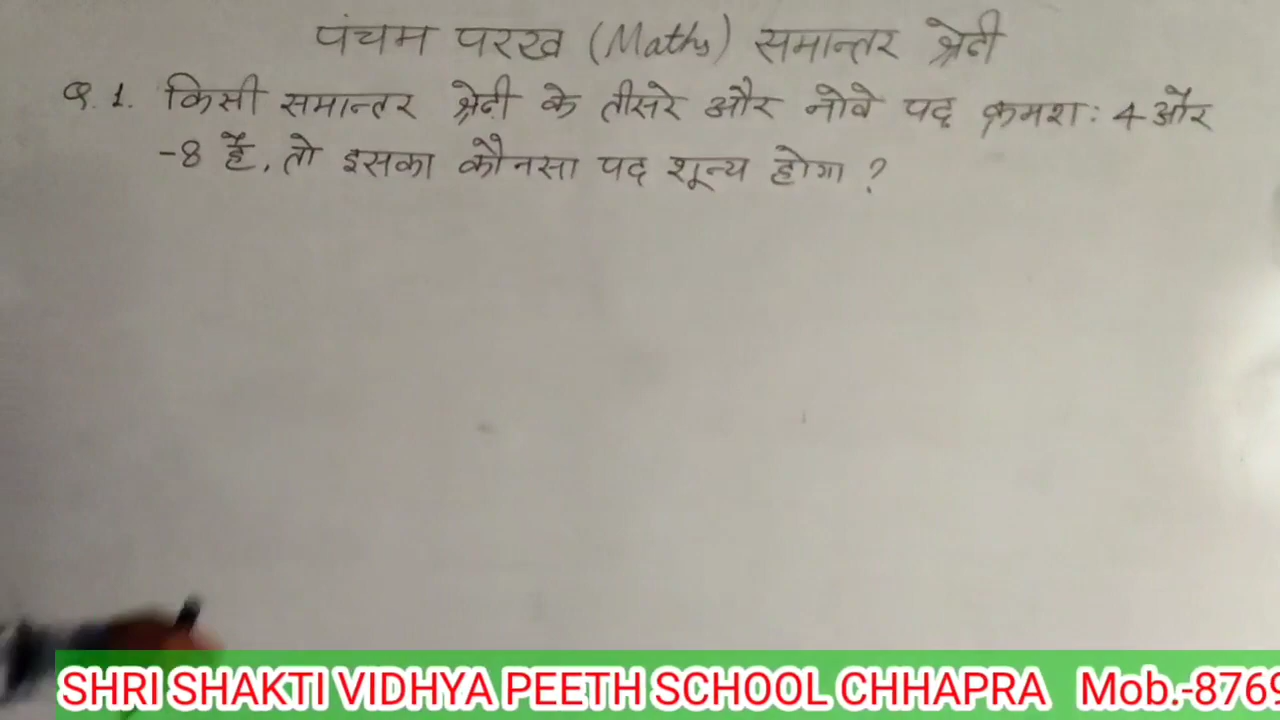 पंचम परख (Maths) समान्तर श्रेढी
Q.1. किसी समान्तर श्रेढी के तीसरे और नोवे पद क्रमश: 4 और
-8 है, तो इसका कौनसा पद शून्य होगा ?
SHRI SHAKTI VIDHYA PEETH SCHOOL CHHAPRA Mob.-8769